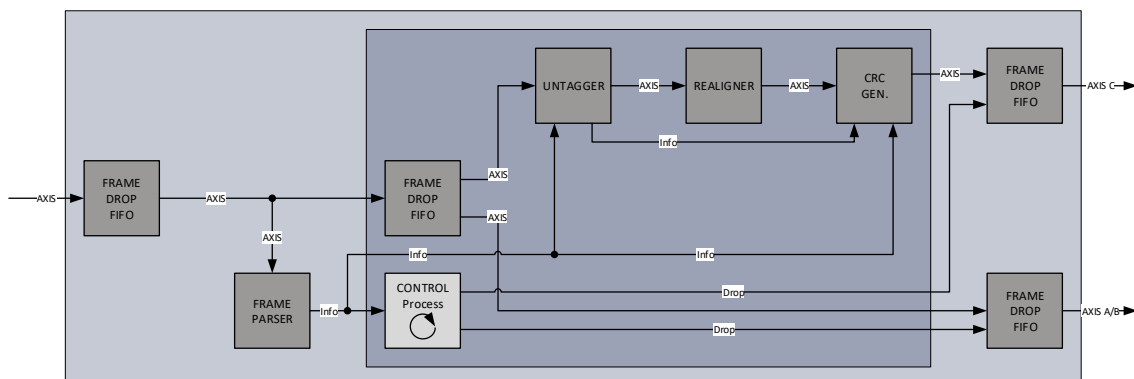 UNTAGGER
AXIS
REALIGNER
AXIS
CRC
GEN.
AXIS
FRAME
DROP
FIFO
AXIS C
Info
AXIS
FRAME
DROP
FIFO
AXIS
FRAME
DROP
FIFO
AXIS
AXIS
AXIS
Info
Info
FRAME
PARSER
Info
CONTROL
Process
Drop
Drop
FRAME
DROP
FIFO
AXIS A/B